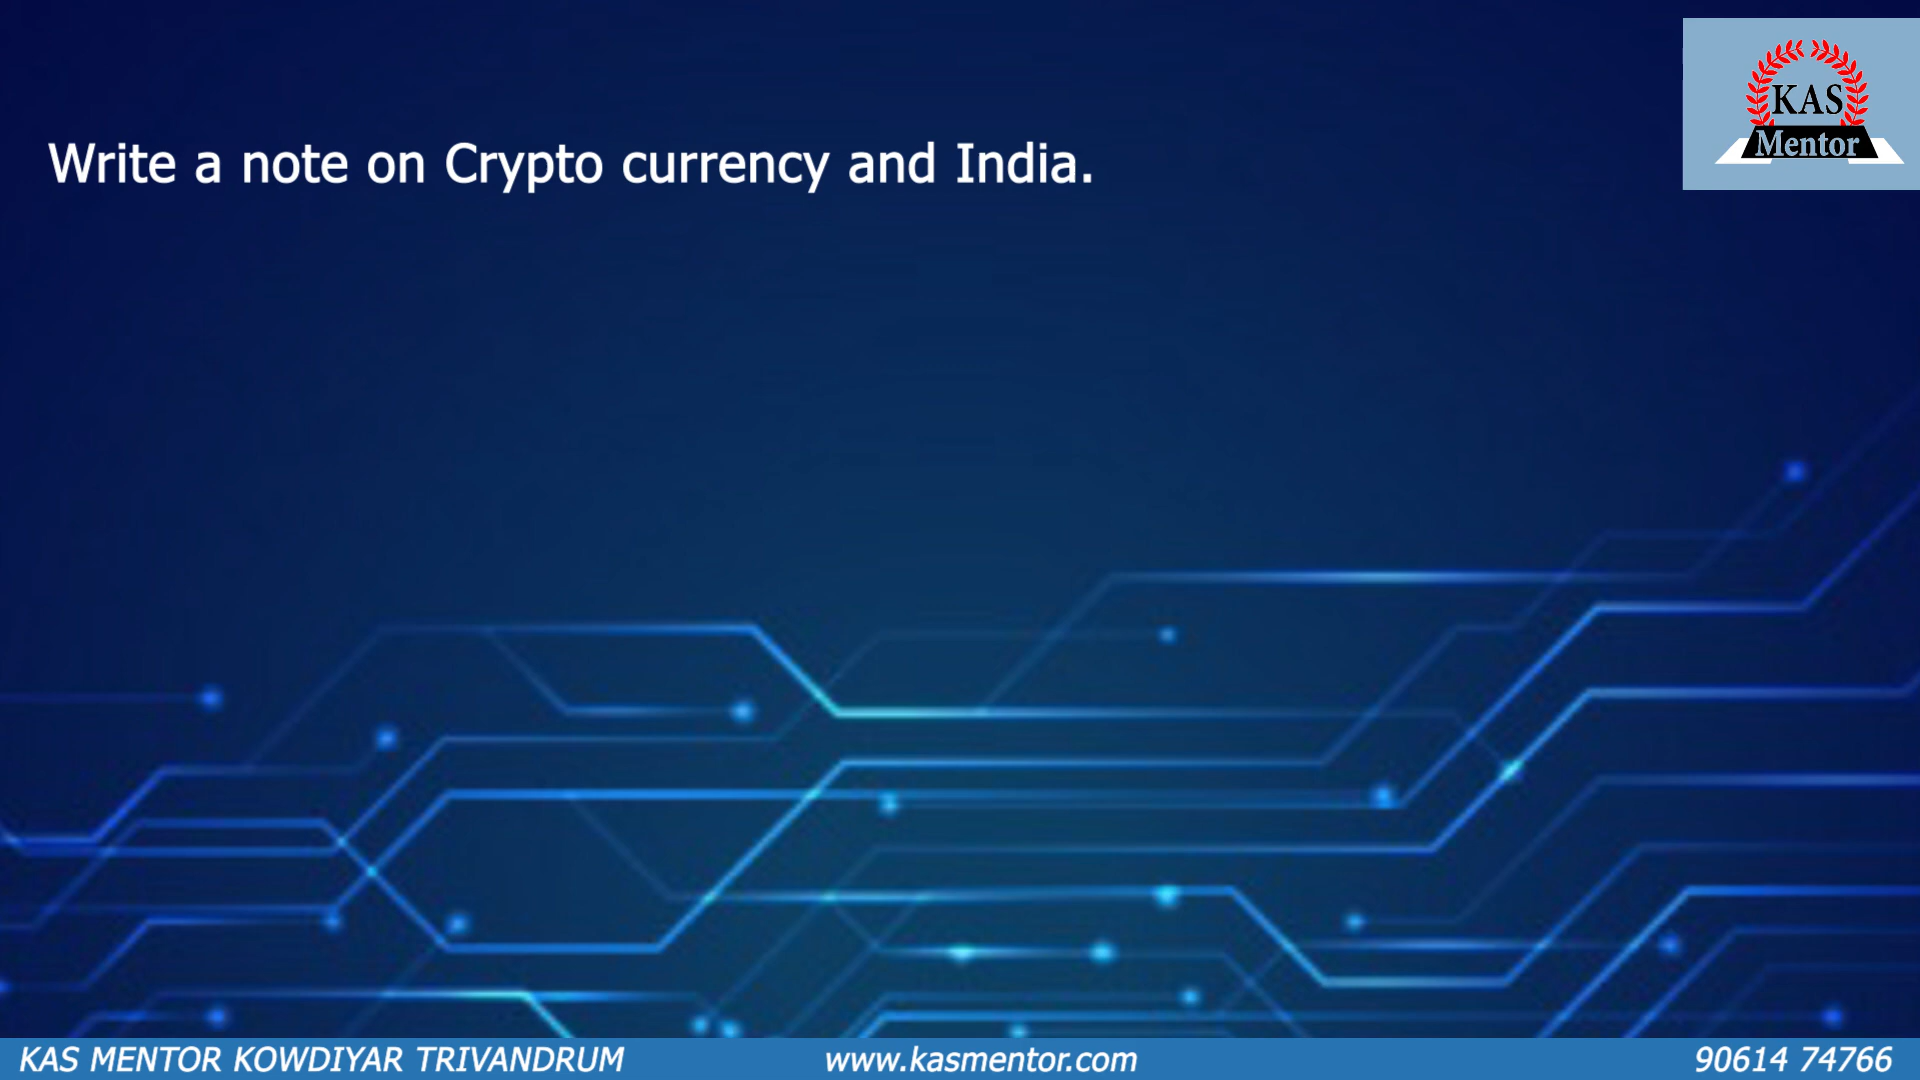 KAS
Mentor
Write a note on Crypto currency and India.
KAS MENTOR KOWDIYAR TRIVANDRUM
www.kasmentor.com
90614 74766